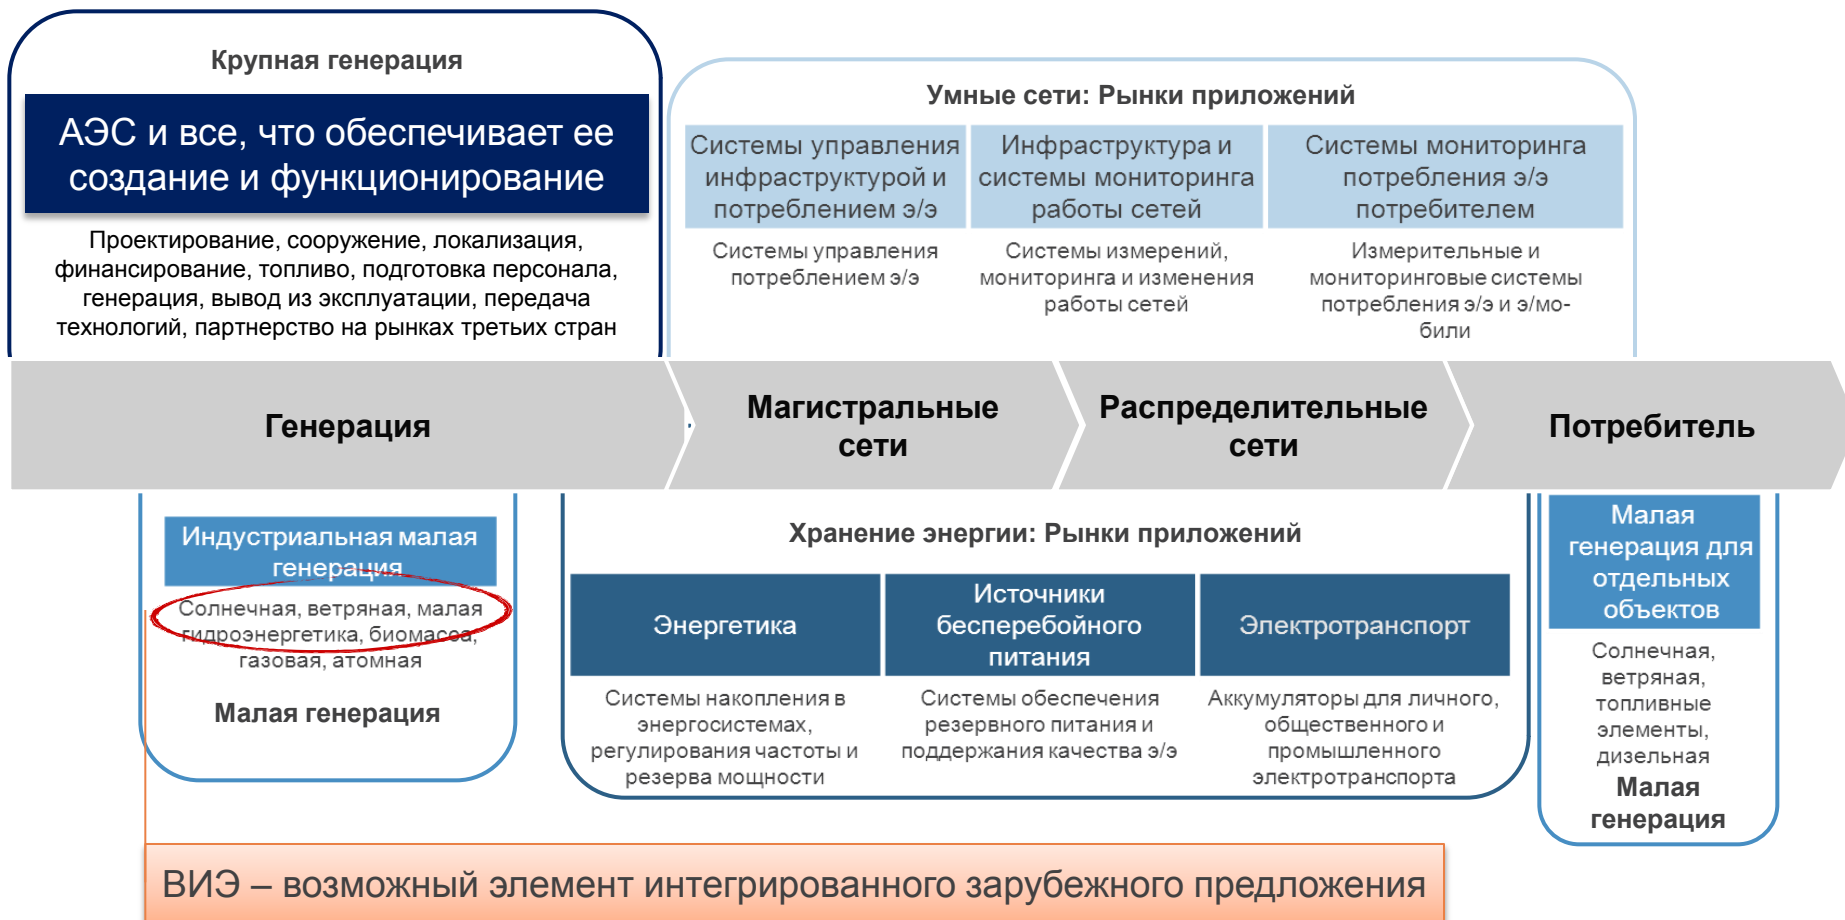 Крупная генерация
АЭС и все, что обеспечивает ее
создание и функционирование
Проектирование, сооружение, локализация,
финансирование, топливо, подготовка персонала,
генерация, вывод из эксплуатации, передача
технологий, партнерство на рынках третьих стран
Умные сети: Рынки приложений
Системы управления
инфраструктурой и
потреблением э/э
Системы управления
потреблением э/э
Инфраструктура и
системы мониторинга
работы сетей
Системы измерений,
мониторинга и изменения
работы сетей
Системы мониторинга
потребления э/э
потребителем
Измерительные и
мониторинговые системы
потребления э/э и э/мо-
били
Генерация
Магистральные
сети
Распределительные
сети
Потребитель
Индустриальная малая
генерация
Солнечная, ветряная, малая
гидроэнергетика, биомасса,
газовая, атомная
Малая генерация
Хранение энергии: Рынки приложений
Энергетика
Системы накопления в
энергосистемах,
регулирования частоты и
резерва мощности
Источники
бесперебойного
питания
Системы обеспечения
резервного питания и
поддержания качества э/э
Электротранспорт
Аккумуляторы для личного,
общественного и
промышленного
электротранспорта
Малая
генерация для
отдельных
объектов
Солнечная,
ветряная,
топливные
элементы,
дизельная
Малая
генерация
ВИЭ – возможный элемент интегрированного зарубежного предложения